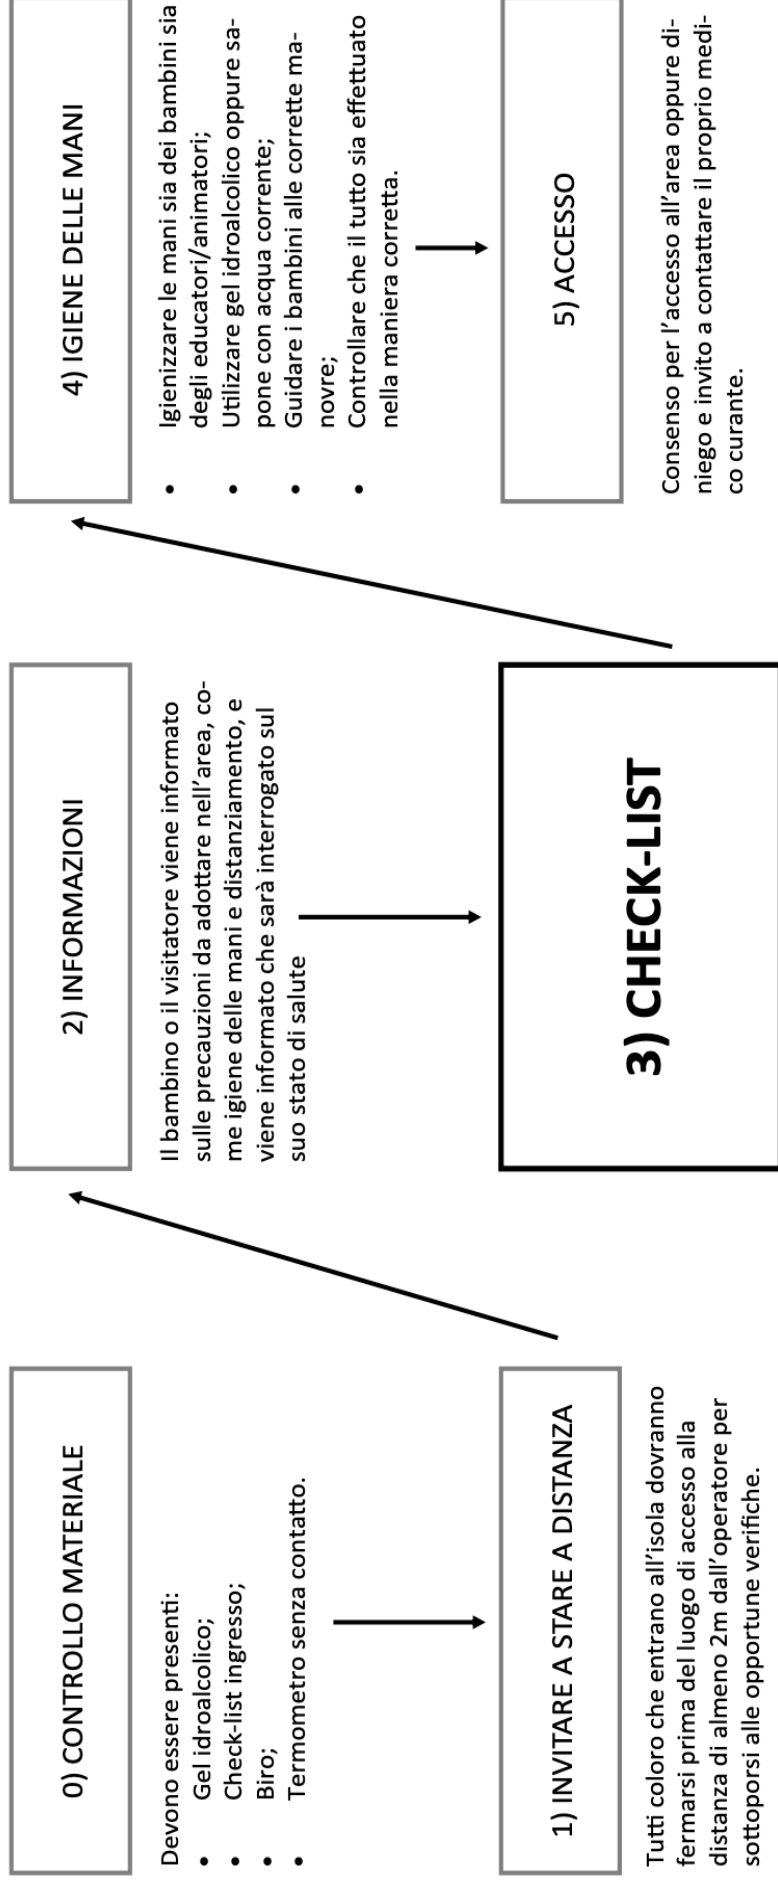 0) CONTROLLO MATERIALE
Devono essere presenti:
• Gel idroalcolico;
• Check-list ingresso;
• Biro;
• Termometro senza contatto.
1) INVITARE A STARE A DISTANZA
Tutti coloro che entrano all'isola dovranno
fermarsi prima del luogo di accesso alla
distanza di almeno 2m dall'operatore per
sottoporsi alle opportune verifiche.
2) INFORMAZIONI
Il bambino o il visitatore viene informato
sulle precauzioni da adottare nell'area, co-
me igiene delle mani e distanziamento, e
viene informato che sarà interrogato sul
suo stato di salute
3) CHECK-LIST
4) IGIENE DELLE MANI
• Igienizzare le mani sia dei bambini sia
degli educatori/animatori;
• Utilizzare gel idroalcolico oppure sa-
pone con acqua corrente;
• Guidare i bambini alle corrette ma-
novre;
• Controllare che il tutto sia effettuato
nella maniera corretta.
5) ACCESSO
Consenso per l'accesso all'area oppure di-
niego e invito a contattare il proprio medi-
co curante.